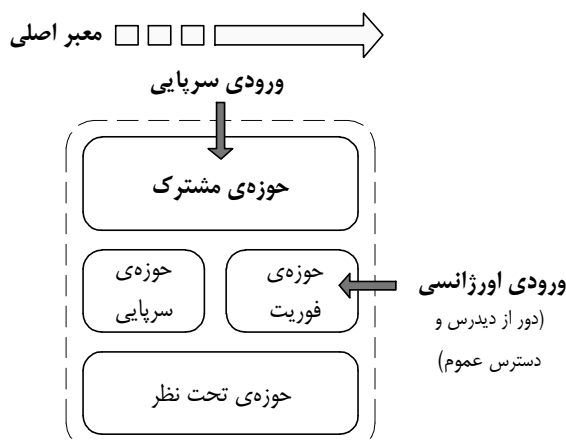 معبر اصلی
ورودی سرپایی
حوزه‌ی مشترک
حوزه‌ی
فوریت
حوزه‌ی
سرپایی
ورودی اورژانسی
(دور از دیدرس و
دسترس عموم)
حوزه‌ی تحت نظر